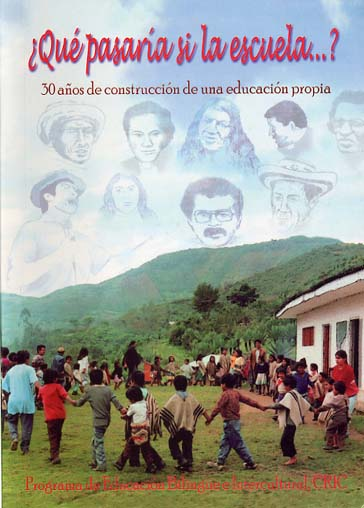 ¿Qué pasaría si la escuela...?
30 años de construcción de una educación propia
Programa de Educación Bilingüe e Intercultural, CRIC